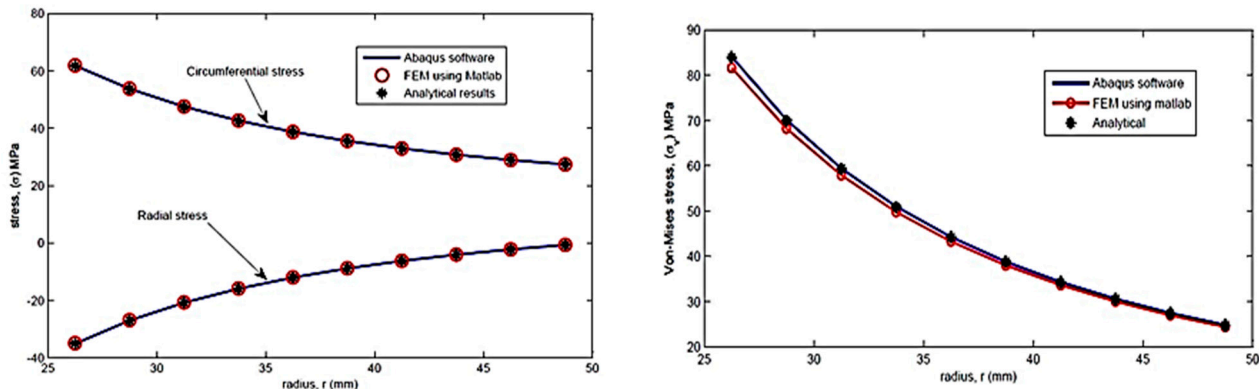 80
60
40
20
0
-20
-40
25
30
35
40
45
50
stress, (σ) MPa
radius, r (mm)
Circumferential stress
Radial stress
Abaqus software
FEM using Matlab
Analytical results
90
80
70
60
50
40
30
20
25
30
35
40
45
50
Von-Mises stress, (σv) MPa
radius, r (mm)
Abaqus software
FEM using matlab
Analytical